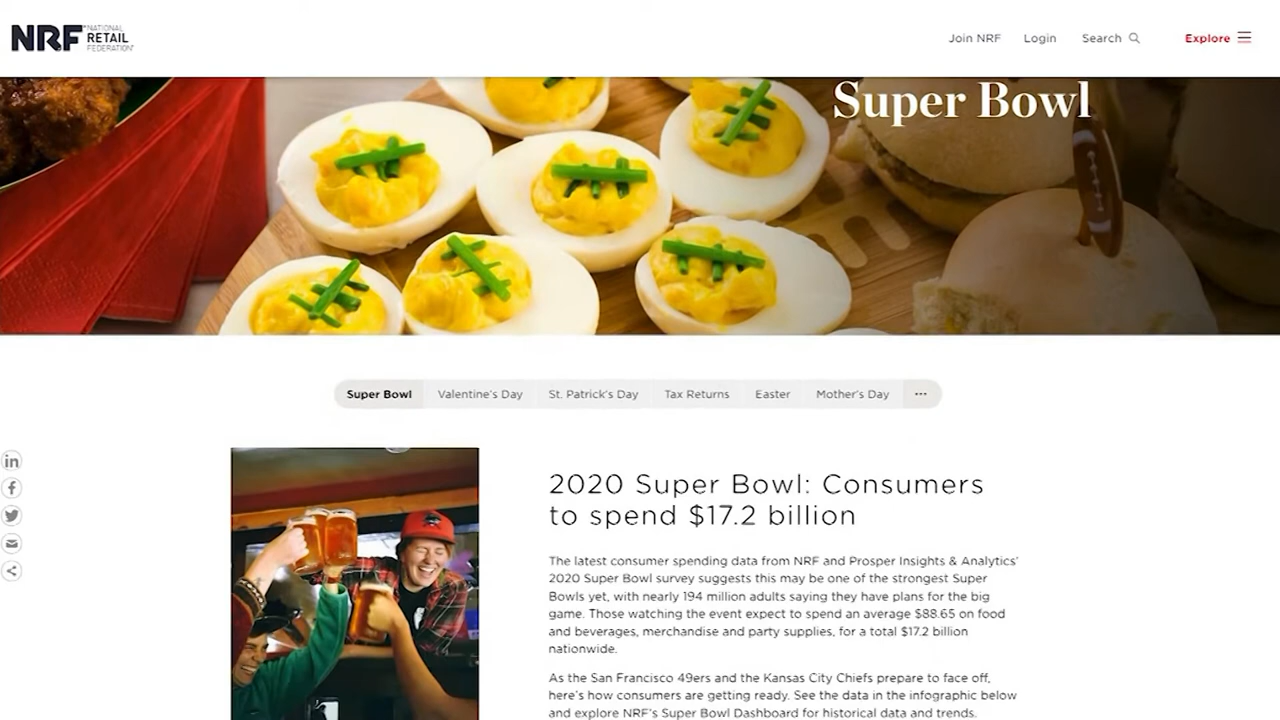 NRF NATIONAL
RETAIL
FEDERATION
Join NRF
Login
Search
Explore
Super Bowl
Super Bowl
Valentine's Day
St. Patrick's Day
Tax Returns
Easter
Mother's Day
...
in
f
2020 Super Bowl: Consumers
to spend $17.2 billion
The latest consumer spending data from NRF and Prosper Insights & Analytics'
2020 Super Bowl survey suggests this may be one of the strongest Super
Bowls yet, with nearly 194 million adults saying they have plans for the big
game. Those watching the event expect to spend an average $88.65 on food
and beverages, merchandise and party supplies, for a total $17.2 billion
nationwide.
As the San Francisco 49ers and the Kansas City Chiefs prepare to face off,
here's how consumers are getting ready. See the data in the infographic below
and explore NRF's Super Bowl Dashboard for historical data and trends.